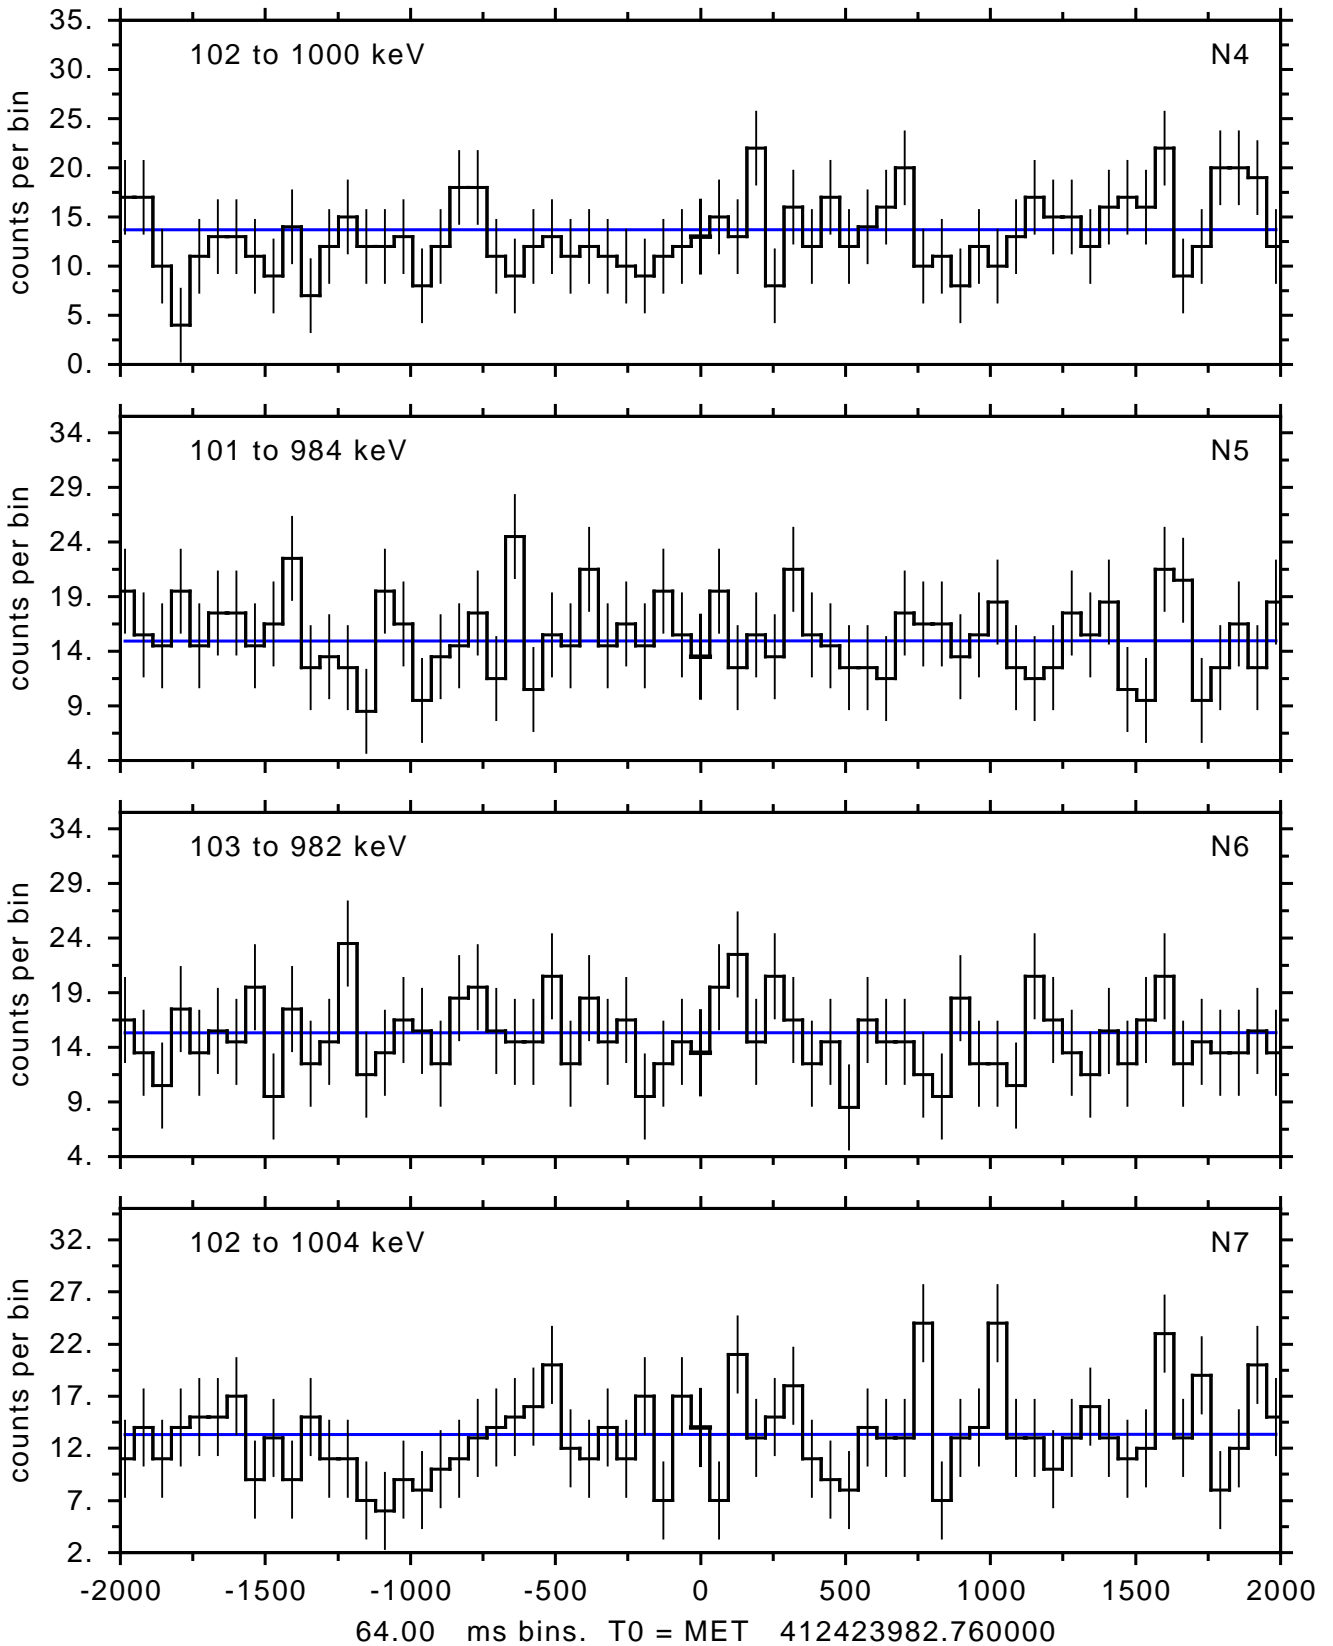 35.
102 to 1000 keV N4
30.
25.
20.
15.
10.
5.
0.
counts per bin
34.
101 to 984 keV N5
29.
24.
19.
14.
9.
4.
counts per bin
34.
103 to 982 keV N6
29.
24.
19.
14.
9.
4.
counts per bin
32.
102 to 1004 keV N7
27.
22.
17.
12.
7.
2.
counts per bin
-2000 -1500 -1000 -500 0 500 1000 1500 2000
64.00 ms bins. T0 = MET 412423982.760000